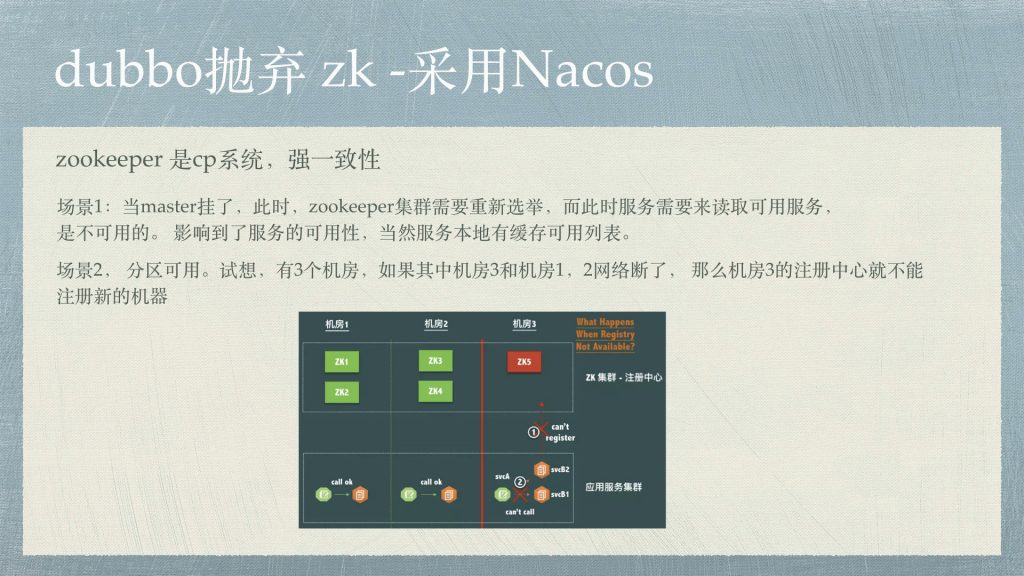 dubbo抛弃 zk -采用Nacos
zookeeper 是cp系统，强一致性
场景1：当master挂了，此时，zookeeper集群需要重新选举，而此时服务需要来读取可用服务，
是不可用的。 影响到了服务的可用性，当然服务本地有缓存可用列表。
场景2， 分区可用。试想，有3个机房，如果其中机房3和机房1，2网络断了， 那么机房3的注册中心就不能
注册新的机器
机房1
机房2
机房3
What Happens
When Registry
Not Available?
ZK1
ZK3
ZK5
ZK 集群 - 注册中心
ZK2
ZK4
1
can't
register
svcB2
call ok
call ok
svcA
2
svcB1
can't call
应用服务集群